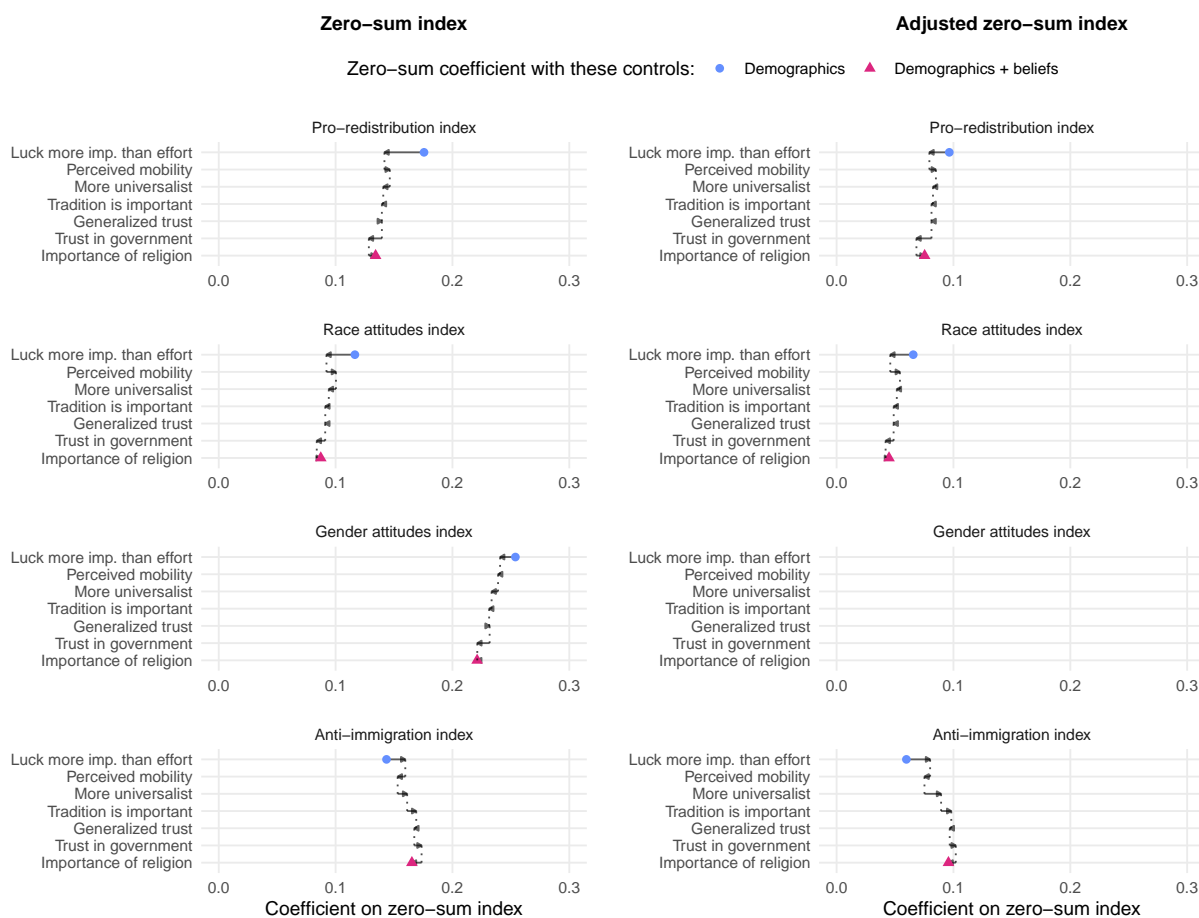 Zero−sum index
Adjusted zero−sum index
Zero−sum coefficient with these controls: Demographics Demographics + beliefs
Pro−redistribution index
Luck more imp. than effort
Perceived mobility
More universalist
Tradition is important
Generalized trust
Trust in government
Importance of religion
0.0 0.1 0.2 0.3
Pro−redistribution index
Luck more imp. than effort
Perceived mobility
More universalist
Tradition is important
Generalized trust
Trust in government
Importance of religion
0.0 0.1 0.2 0.3
Race attitudes index
Luck more imp. than effort
Perceived mobility
More universalist
Tradition is important
Generalized trust
Trust in government
Importance of religion
0.0 0.1 0.2 0.3
Race attitudes index
Luck more imp. than effort
Perceived mobility
More universalist
Tradition is important
Generalized trust
Trust in government
Importance of religion
0.0 0.1 0.2 0.3
Gender attitudes index
Luck more imp. than effort
Perceived mobility
More universalist
Tradition is important
Generalized trust
Trust in government
Importance of religion
0.0 0.1 0.2 0.3
Gender attitudes index
Luck more imp. than effort
Perceived mobility
More universalist
Tradition is important
Generalized trust
Trust in government
Importance of religion
0.0 0.1 0.2 0.3
Anti−immigration index
Luck more imp. than effort
Perceived mobility
More universalist
Tradition is important
Generalized trust
Trust in government
Importance of religion
0.0 0.1 0.2 0.3
Coefficient on zero−sum index
Anti−immigration index
Luck more imp. than effort
Perceived mobility
More universalist
Tradition is important
Generalized trust
Trust in government
Importance of religion
0.0 0.1 0.2 0.3
Coefficient on zero−sum index